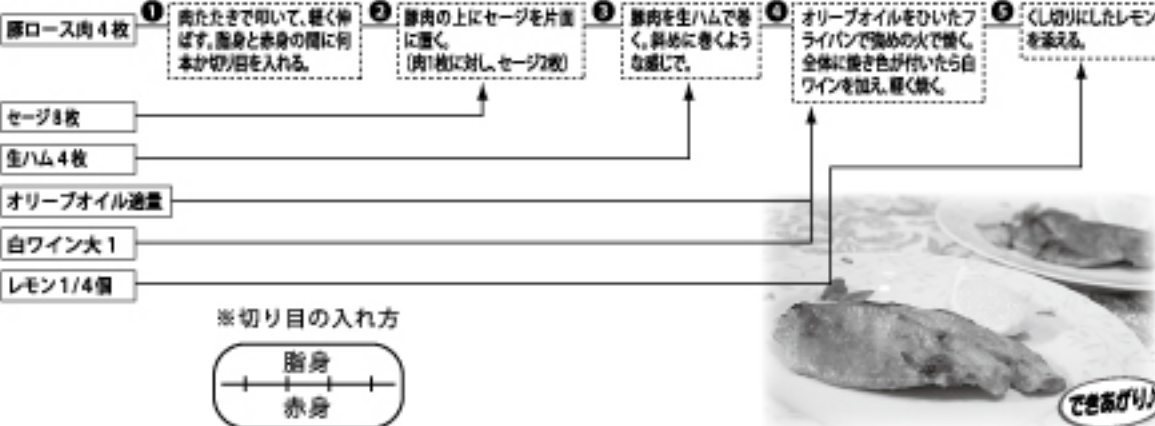 豚ロース肉4枚
❶
肉たたきで叩いて、軽く伸
ばす。脂身と赤身の間に何
本か切り目を入れる。
❷
豚肉の上にセージを片面
に置く。
(肉1枚に対し、セージ2枚)
❸
豚肉を生ハムで巻
く。斜めに巻くよう
な感じで。
❹
オリーブオイルをひいたフ
ライパンで強めの火で焼く。
全体に焼き色が付いたら白
ワインを加え、軽く焼く。
❺
くし切りにしたレモン
を添える。
セージ8枚
生ハム4枚
オリーブオイル適量
白ワイン大1
レモン1/4個
※切り目の入れ方
脂身
赤身
できあがり♪